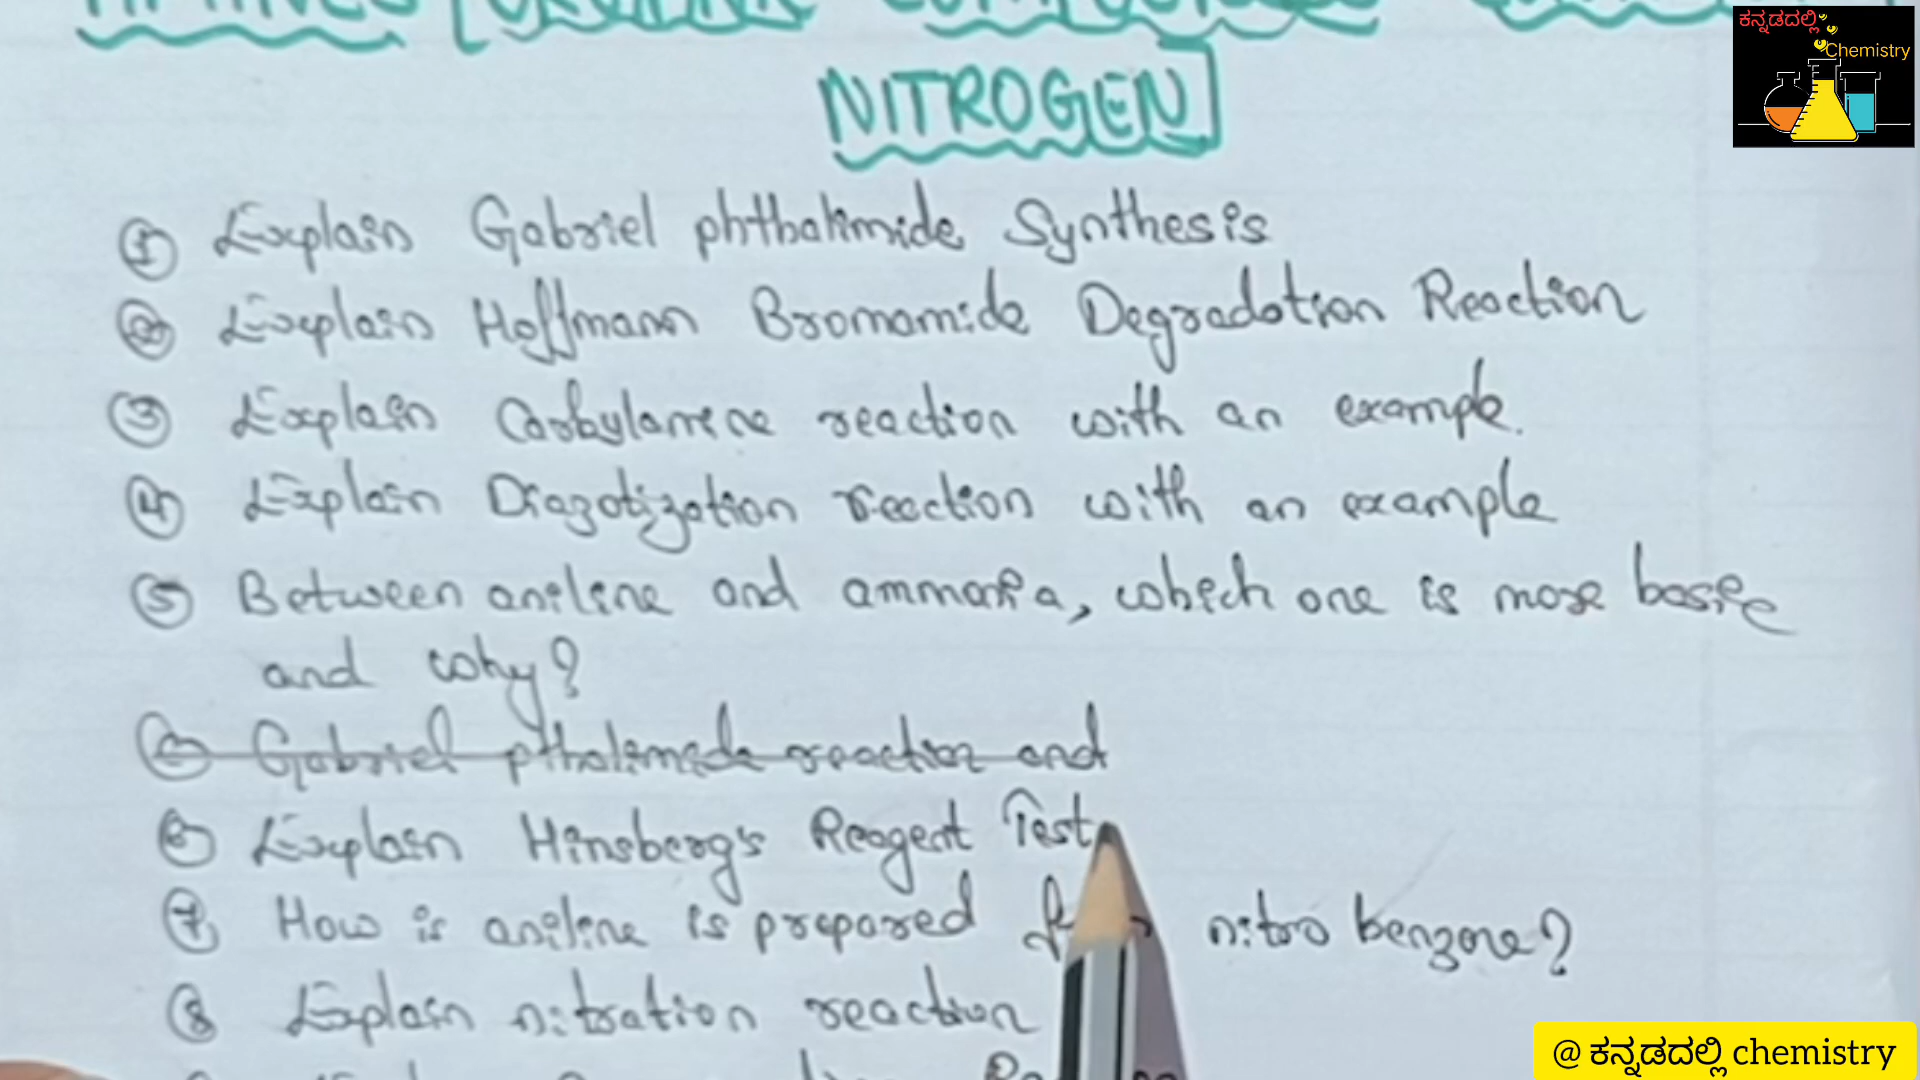 NITROGEN]
ಕನ್ನಡದಲ್ಲಿ
Chemistry
① Explain Gabriel phthalimide Synthesis
② Explain Hoffmann Bromamide Degradation Reaction
③ Explain Carbylamine reaction with an example.
④ Explain Diazotization reaction with an example
⑤ Between aniline and ammonia, which one is more basic
and why?
Gabriel pthalimide reaction and
⑥ Explain Hinsberg's Reagent Test
⑦ How is aniline is prepared nitro benzene?
⑧ Explain nitration reaction
@ ಕನ್ನಡದಲ್ಲಿ chemistry